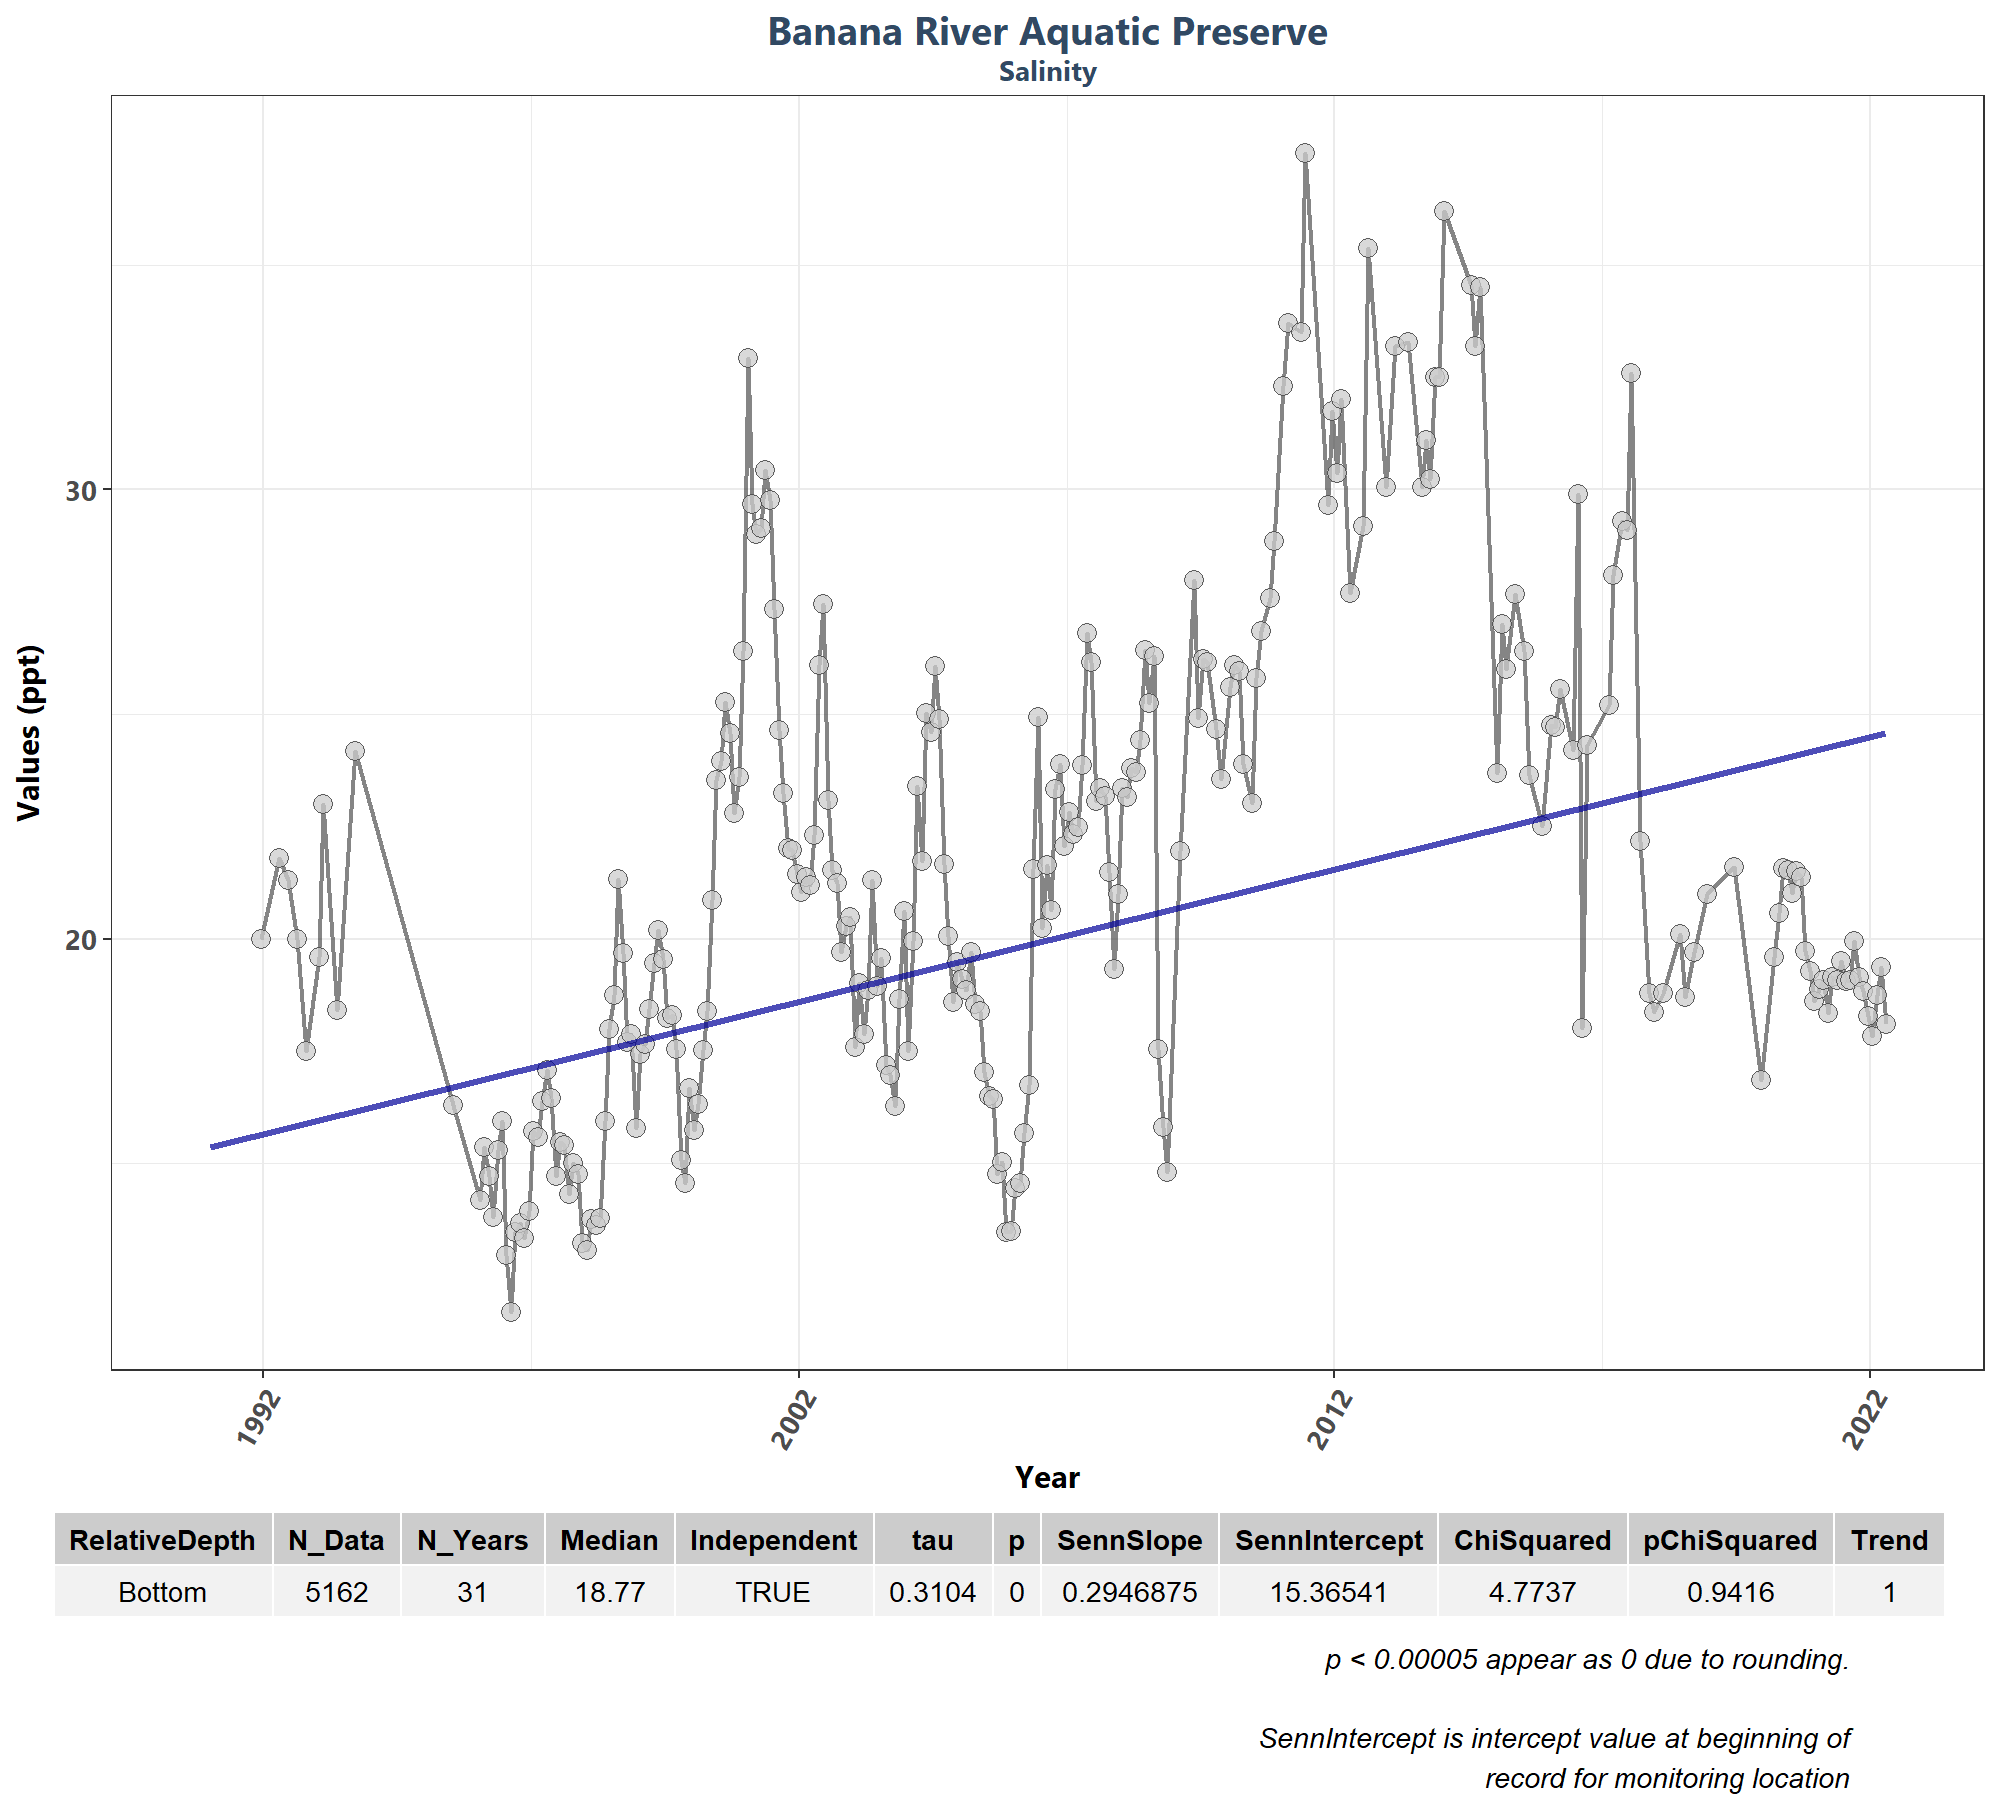 Banana River Aquatic Preserve
Salinity
Values (ppt)
30
20
1992 2002 2012 2022
Year
RelativeDepth N_Data N_Years Median Independent tau p SennSlope SennIntercept ChiSquared pChiSquared Trend
Bottom 5162 31 18.77 TRUE 0.3104 0 0.2946875 15.36541 4.7737 0.9416 1
p < 0.00005 appear as 0 due to rounding.
SennIntercept is intercept value at beginning of
record for monitoring location